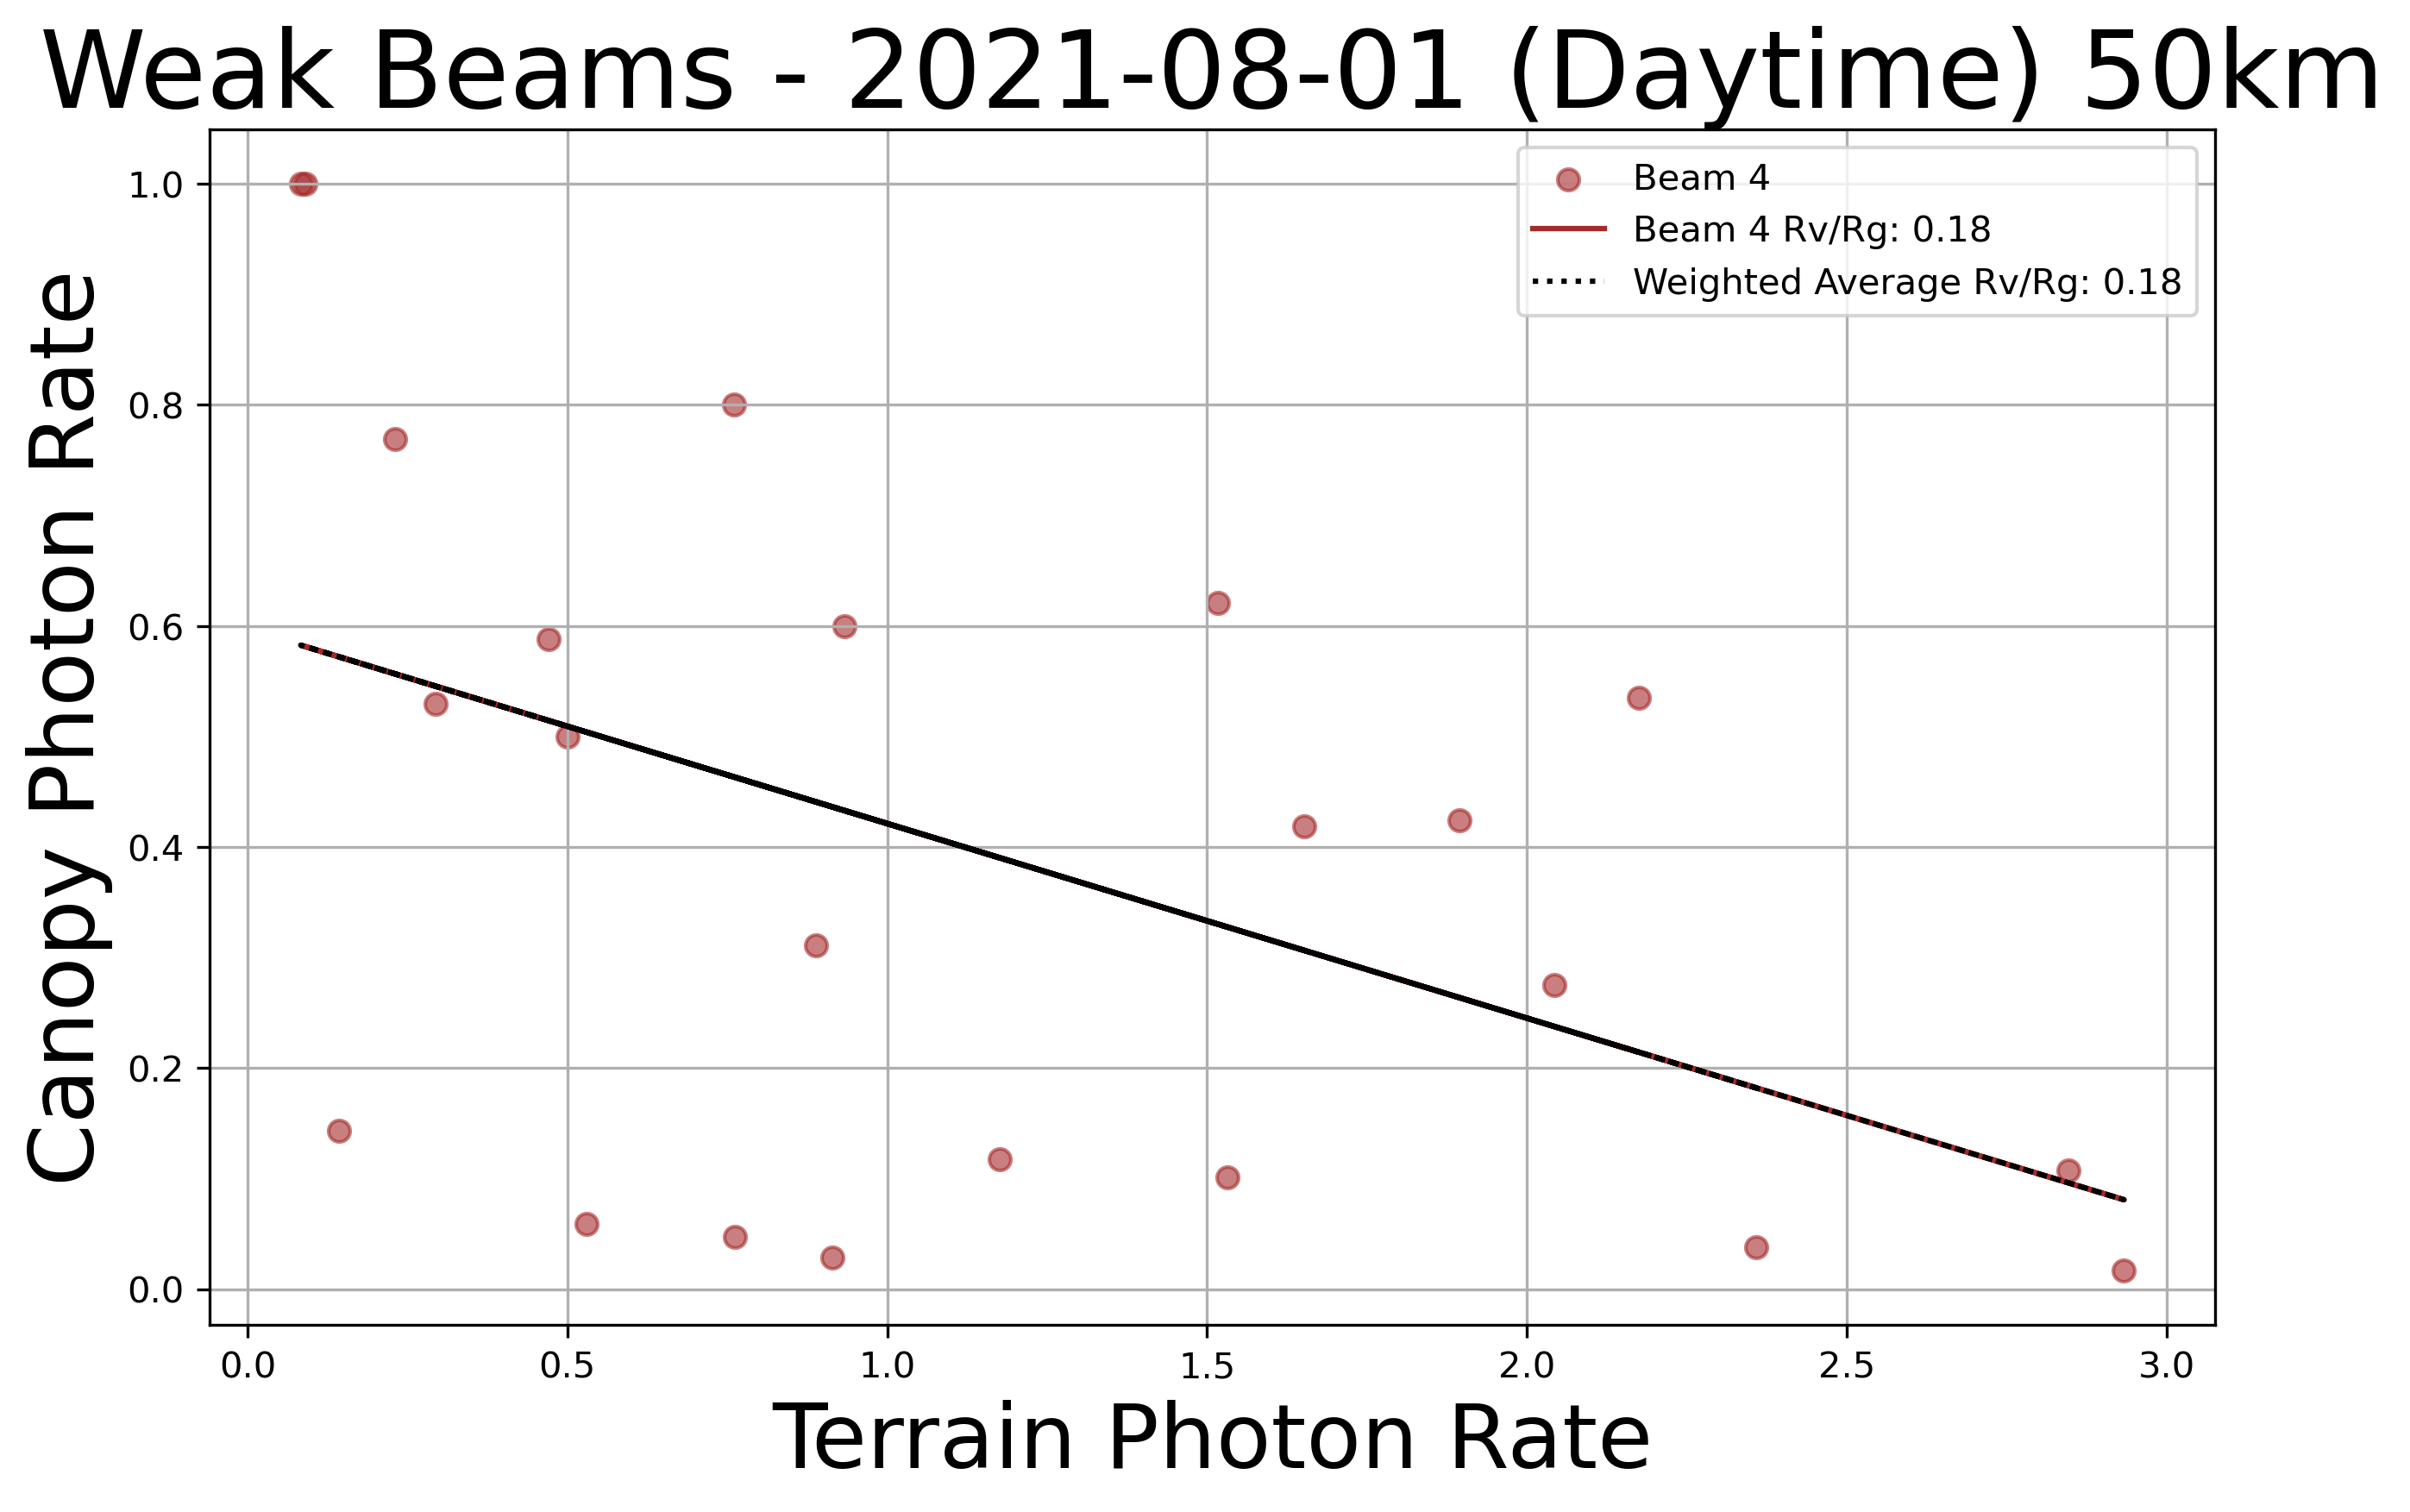 Weak Beams - 2021-08-01 (Daytime) 50km
Beam 4
Beam 4 Rv/Rg: 0.18
Weighted Average Rv/Rg: 0.18
Canopy Photon Rate
1.0
0.8
0.6
0.4
0.2
0.0
0.0 0.5 1.0 1.5 2.0 2.5 3.0
Terrain Photon Rate